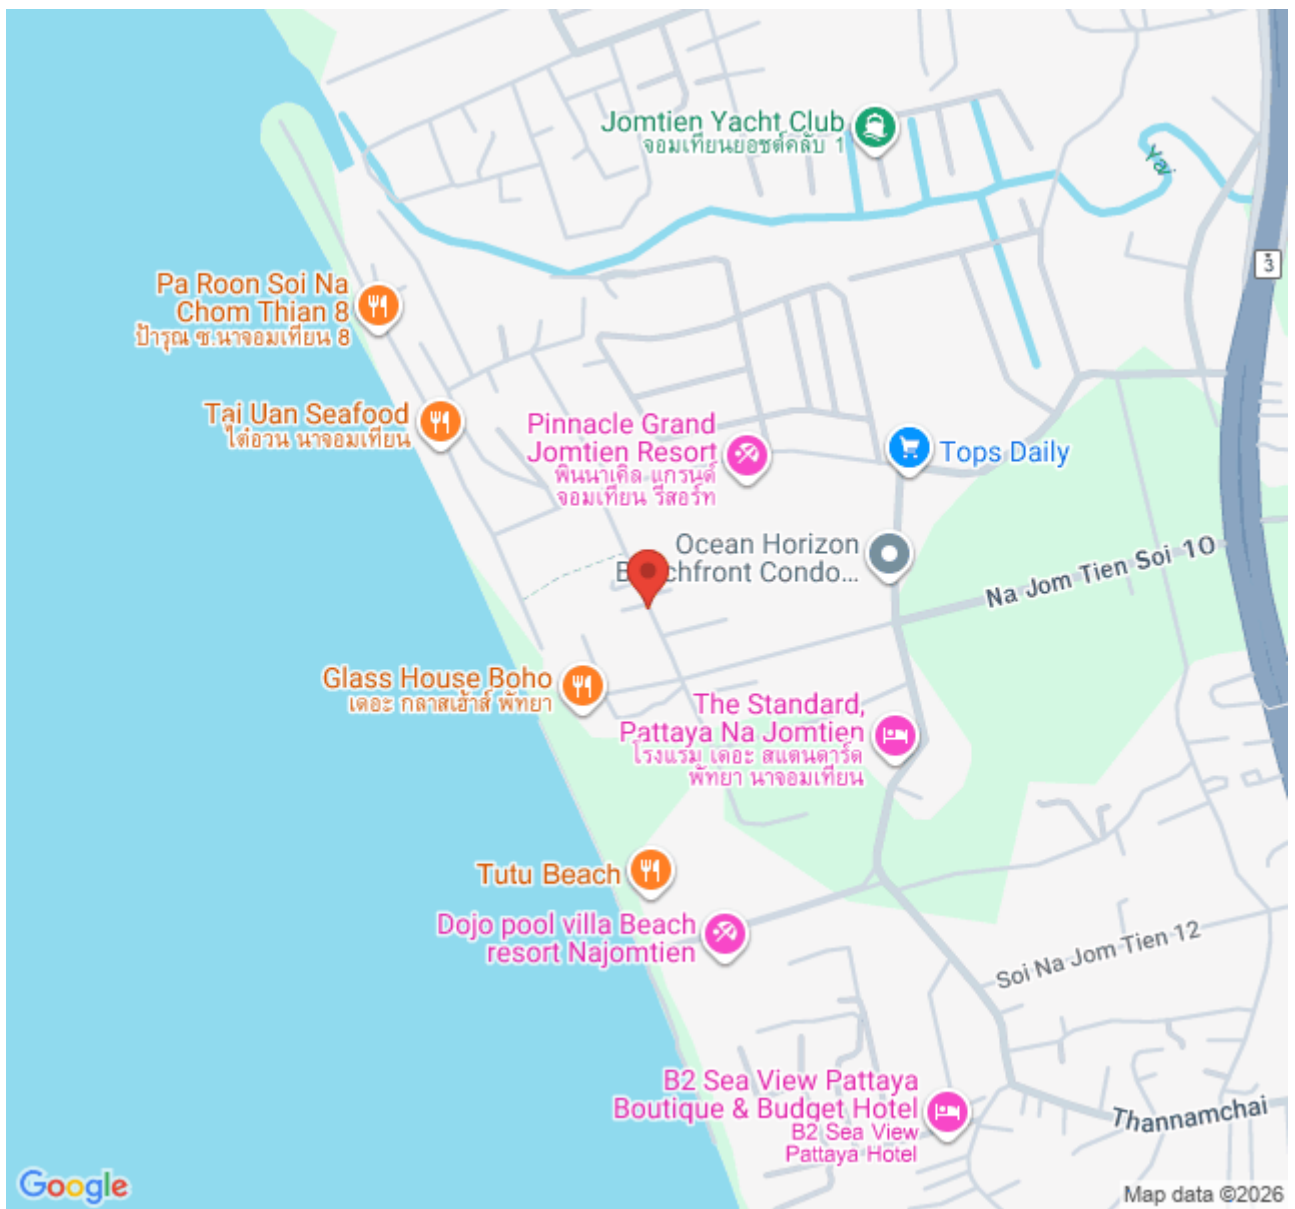 Jomtien Yacht Club
จอมเทียนยอชต์คลับ 1
Yai
3
Pa Roon Soi Na
Chom Thian 8
ป้ารุณ ซ.นาจอมเทียน 8
Tai Uan Seafood
ไต๋อวน นาจอมเทียน
Pinnacle Grand
Jomtien Resort
พินนาเคิล แกรนด์
จอมเทียน รีสอร์ท
Tops Daily
Ocean Horizon
chfront Condo...
Na Jom Tien Soi 10
Glass House Boho
เดอะ กลาสเฮ้าส์ พัทยา
The Standard,
Pattaya Na Jomtien
โรงแรม เดอะ สแตนดาร์ด
พัทยา นาจอมเทียน
Tutu Beach
Dojo pool villa Beach
resort Najomtien
Soi Na Jom Tien 12
B2 Sea View Pattaya
Boutique & Budget Hotel
B2 Sea View
Pattaya Hotel
Thannamchai
Google
Map data ©2026